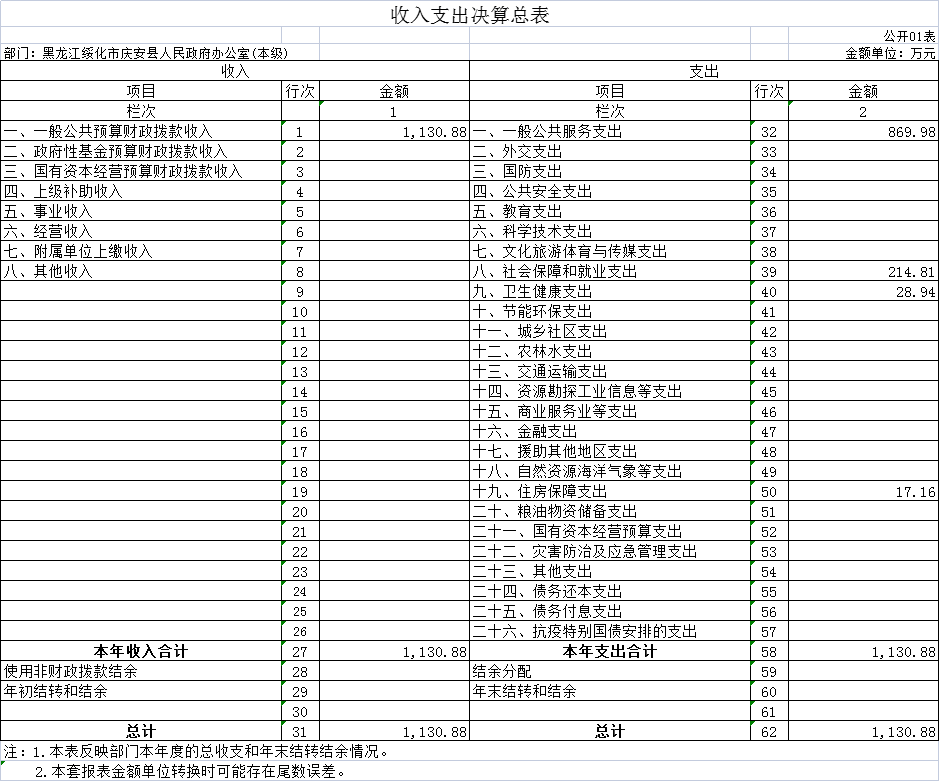 收入支出决算总表
公开01表
部门：黑龙江绥化市庆安县人民政府办公室(本级) 金额单位：万元
收入 支出
项目 行次 金额 项目 行次 金额
栏次 1 栏次 2
一、一般公共预算财政拨款收入 1 1,130.88 一、一般公共服务支出 32 869.98
二、政府性基金预算财政拨款收入 2 二、外交支出 33
三、国有资本经营预算财政拨款收入 3 三、国防支出 34
四、上级补助收入 4 四、公共安全支出 35
五、事业收入 5 五、教育支出 36
六、经营收入 6 六、科学技术支出 37
七、附属单位上缴收入 7 七、文化旅游体育与传媒支出 38
八、其他收入 8 八、社会保障和就业支出 39 214.81
9 九、卫生健康支出 40 28.94
10 十、节能环保支出 41
11 十一、城乡社区支出 42
12 十二、农林水支出 43
13 十三、交通运输支出 44
14 十四、资源勘探工业信息等支出 45
15 十五、商业服务业等支出 46
16 十六、金融支出 47
17 十七、援助其他地区支出 48
18 十八、自然资源海洋气象等支出 49
19 十九、住房保障支出 50 17.16
20 二十、粮油物资储备支出 51
21 二十一、国有资本经营预算支出 52
22 二十二、灾害防治及应急管理支出 53
23 二十三、其他支出 54
24 二十四、债务还本支出 55
25 二十五、债务付息支出 56
26 二十六、抗疫特别国债安排的支出 57
本年收入合计 27 1,130.88 本年支出合计 58 1,130.88
使用非财政拨款结余 28 结余分配 59
年初结转和结余 29 年末结转和结余 60
30 61
总计 31 1,130.88 总计 62 1,130.88
注：1.本表反映部门本年度的总收支和年末结转结余情况。
2.本套报表金额单位转换时可能存在尾数误差。